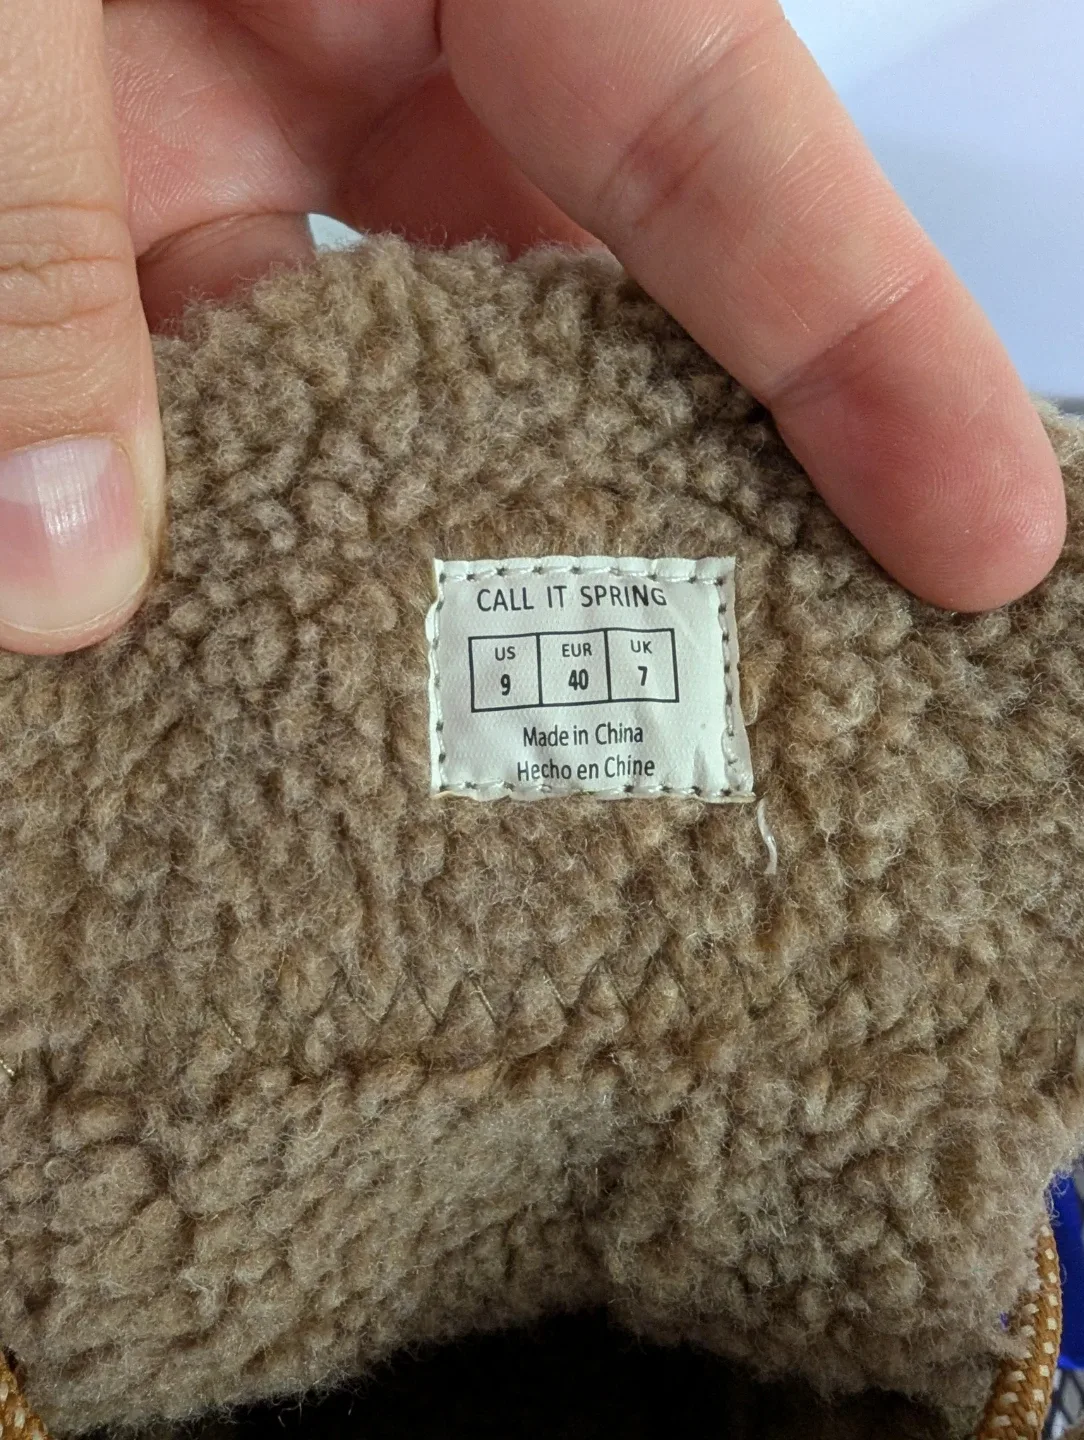 CALL IT SPRING
US EUR UK
9 40 7
Made in China
Hecho en Chine